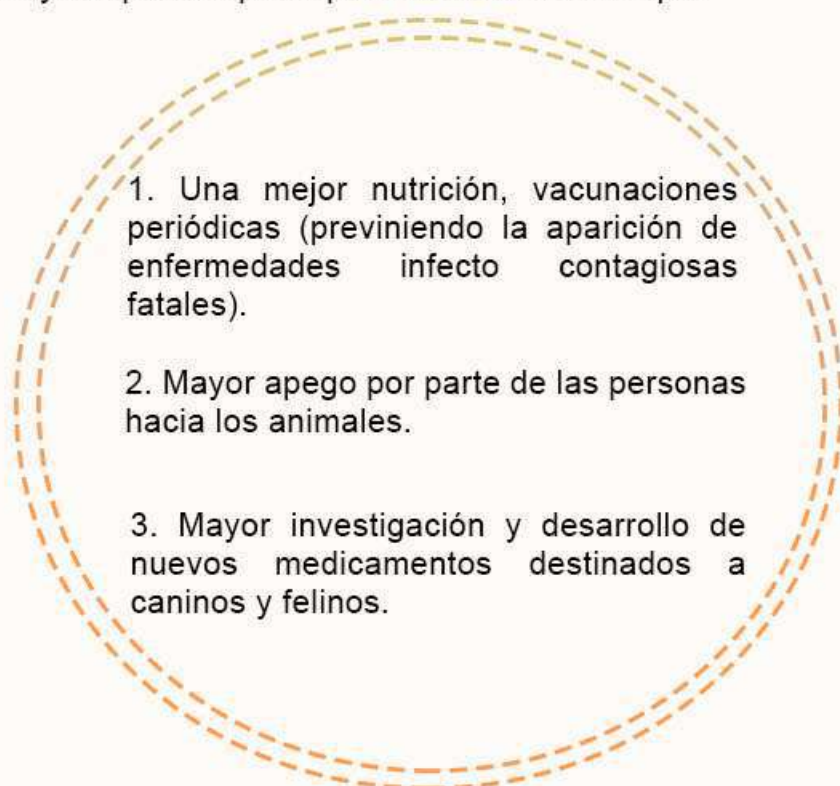 1. Una mejor nutrición, vacunaciones
periódicas (previniendo la aparición de
enfermedades infecto contagiosas
fatales).
2. Mayor apego por parte de las personas
hacia los animales.
3. Mayor investigación y desarrollo de
nuevos medicamentos destinados a
caninos y felinos.